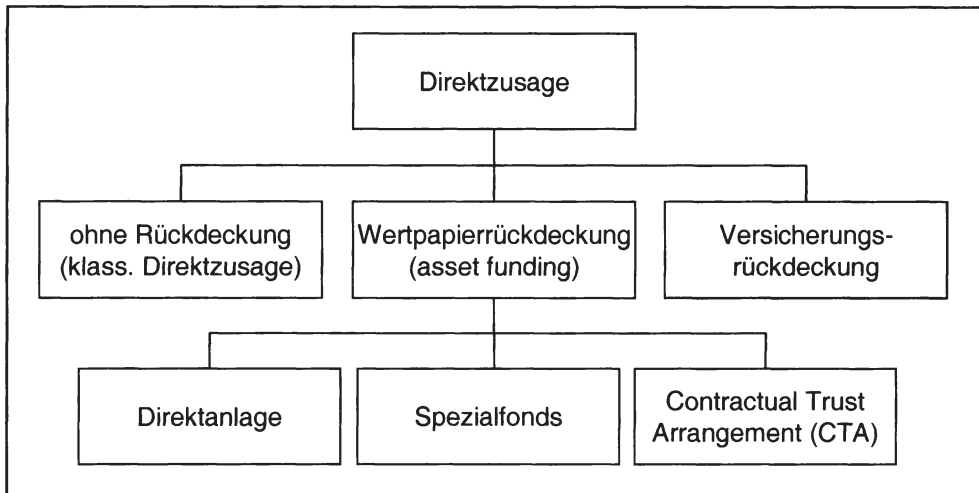 Direktzusage
ohne Rückdeckung
(klass. Direktzusage)
Wertpapierrückdeckung
(asset funding)
Versicherungs-
rückdeckung
Direktanlage
Spezialfonds
Contractual Trust
Arrangement (CTA)